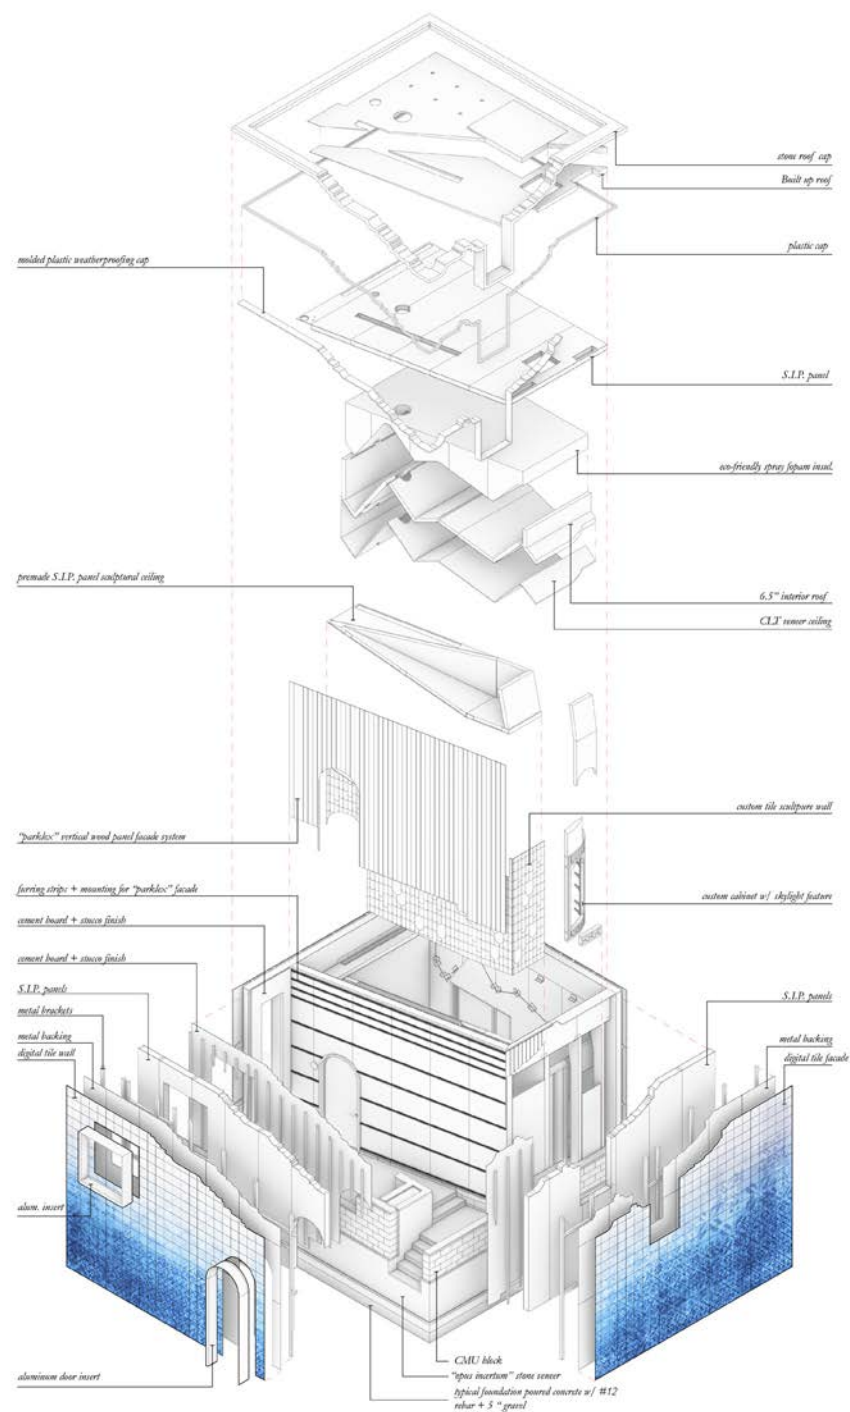 stone roof cap
Built up roof
plastic cap
molded plastic weatherproofing cap
S.I.P. panel
eco-friendly spray fopam insul.
premade S.I.P. panel sculptural ceiling
6.5" interior roof
CLT veneer ceiling
custom tile scultpure wall
"parklex" vertical wood panel facade system
furring strips + mounting for "parklex" facade
custom cabinet w/ skylight feature
cement board + stucco finish
cement board + stucco finish
S.I.P. panels
S.I.P. panels
metal brackets
metal backing
metal backing
digital tile wall
digital tile facade
alum. insert
CMU block
"opus incertum" stone veneer
aluminum door insert
typical foundation poured concrete w/ #12
rebar + 5 " gravel